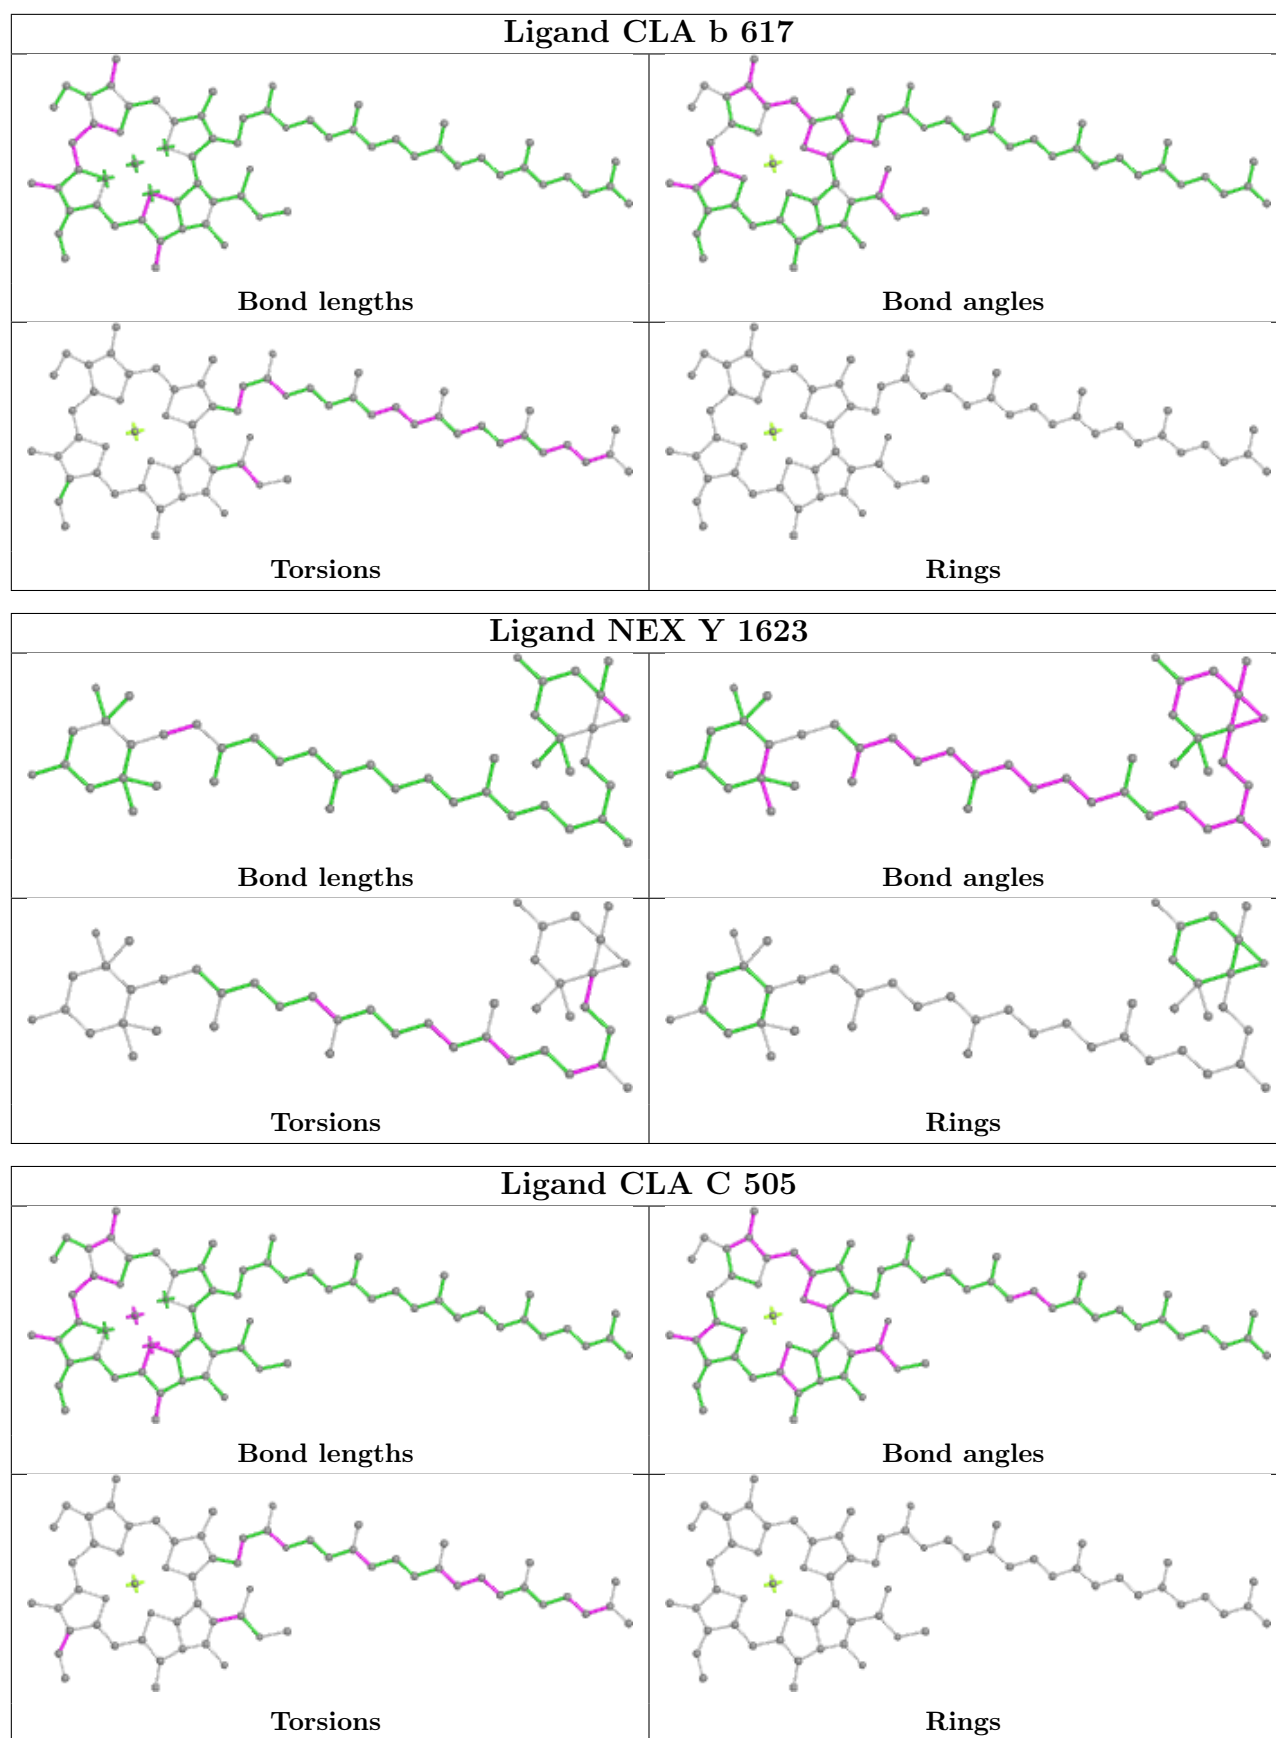 Ligand CLA b 617
Bond lengths
Bond angles
Torsions
Rings
Ligand NEX Y 1623
Bond lengths
Bond angles
Torsions
Rings
Ligand CLA C 505
Bond lengths
Bond angles
Torsions
Rings